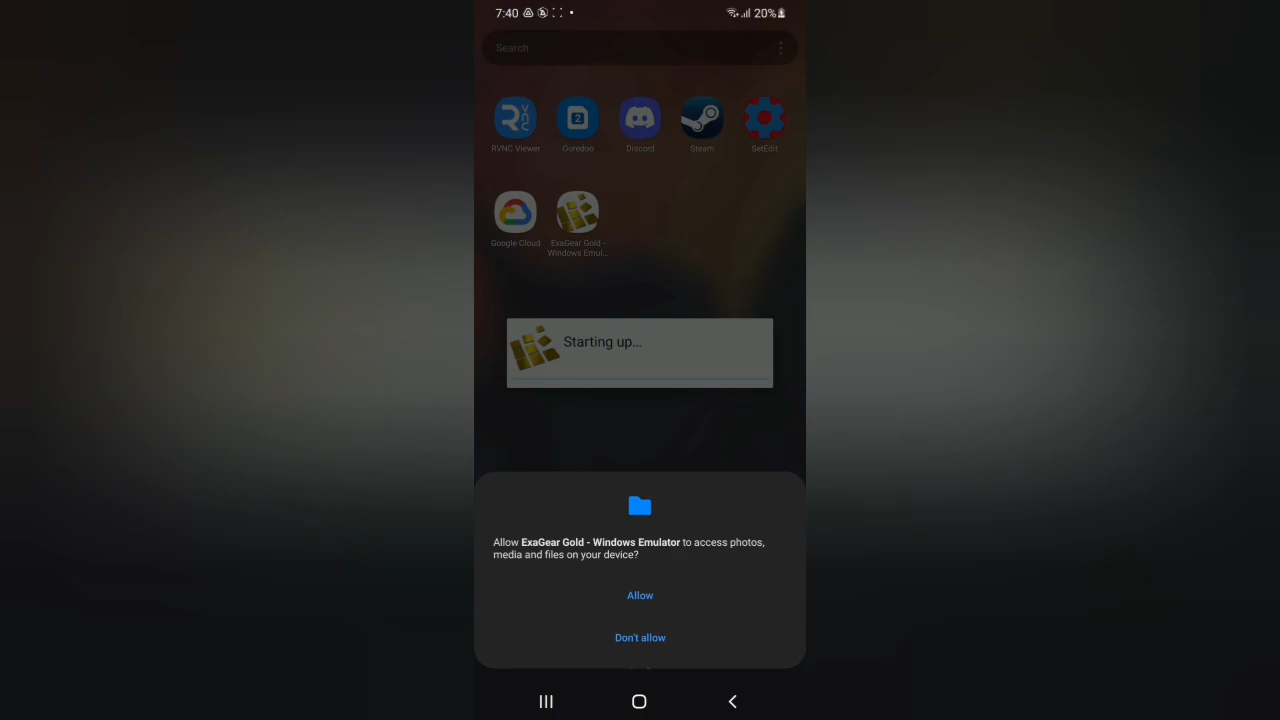 7:40
20%
Search
RVNC Viewer
Ooredoo
Discord
Steam
SetEdit
Google Cloud
ExaGear Gold -
Windows Emul...
Starting up...
Allow ExaGear Gold - Windows Emulator to access photos,
media and files on your device?
Allow
Don't allow